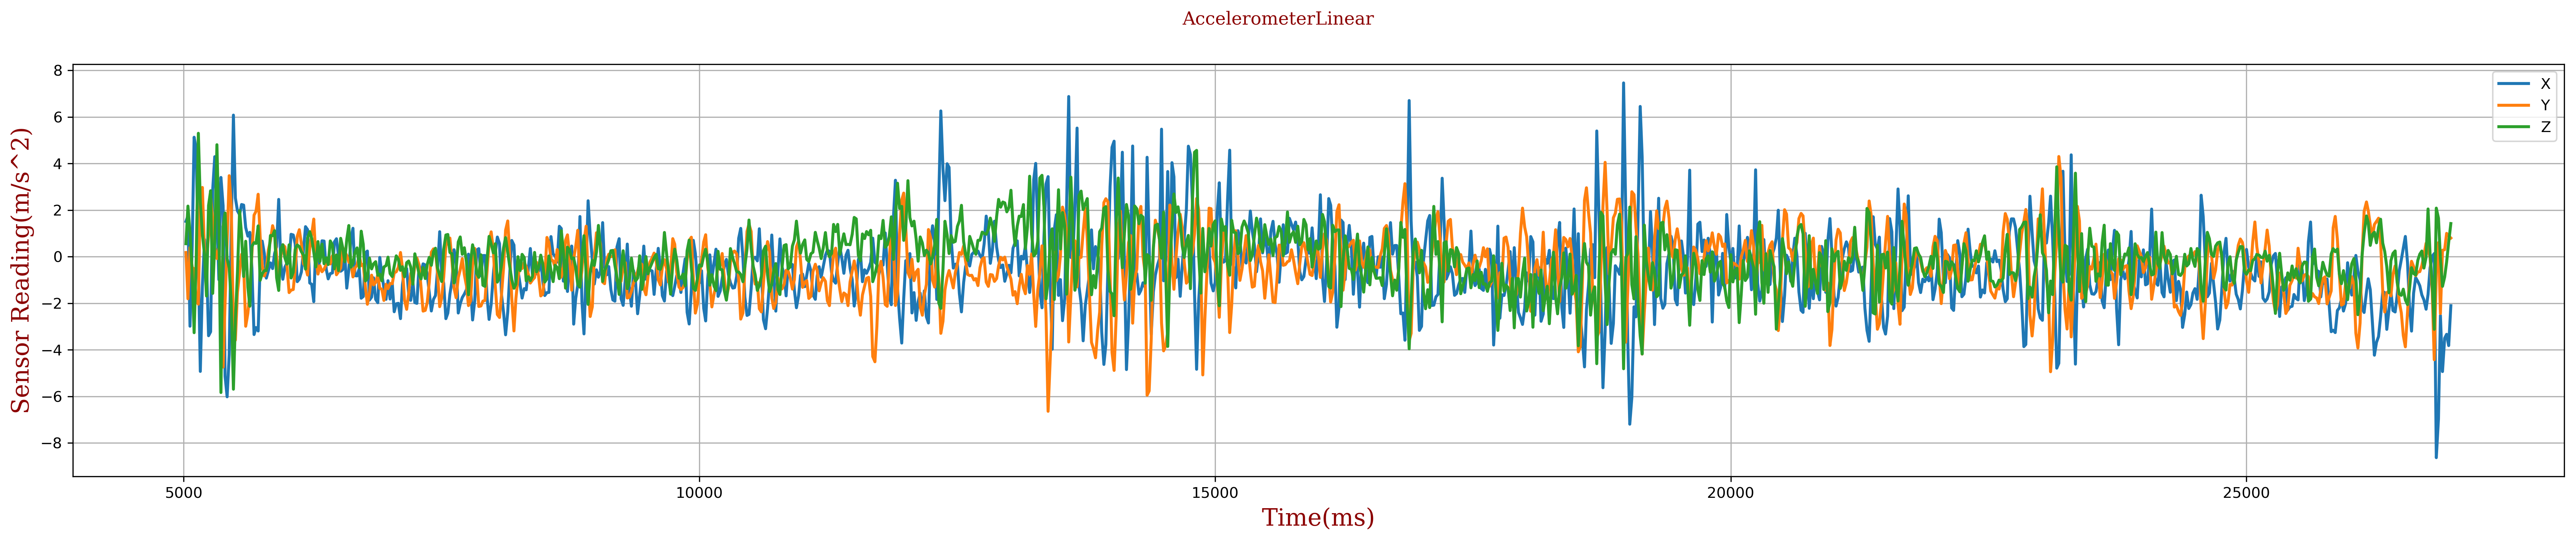 AccelerometerLinear
Sensor Reading(m/s^2)
8
6
4
2
0
−2
−4
−6
−8
X
Y
Z
5000
10000
15000
20000
25000
Time(ms)